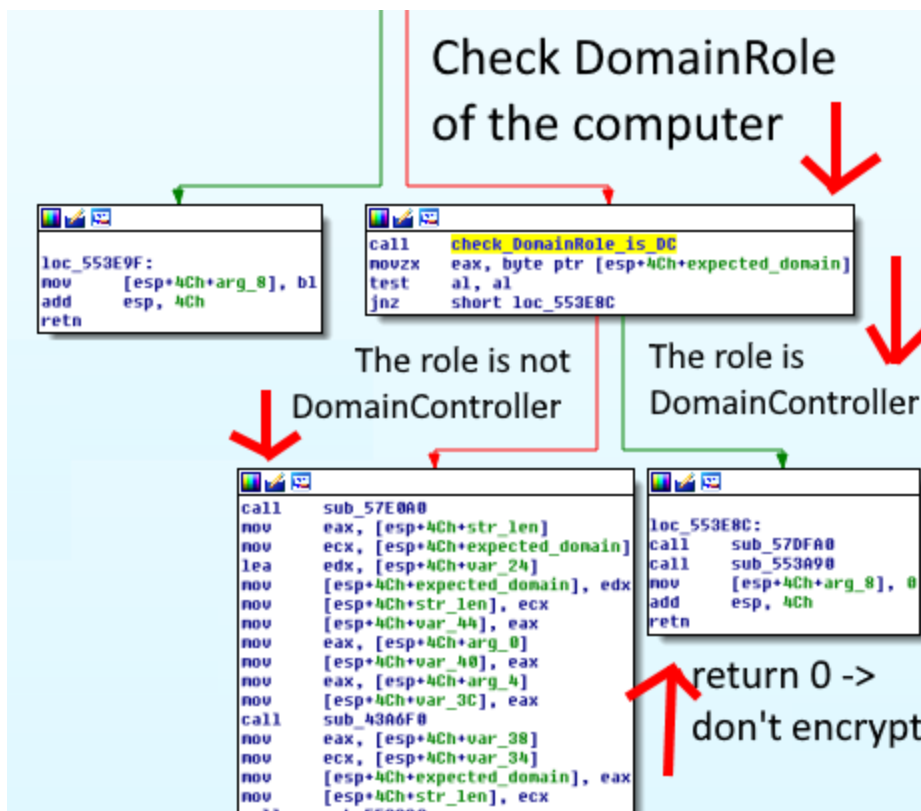 Check DomainRole
of the computer
loc_553E9F:
mov [esp+4Ch+arg_8], bl
add esp, 4Ch
retn
call check_DomainRole_is_DC
movzx eax, byte ptr [esp+4Ch+expected_domain]
test al, al
jnz short loc_553E8C
The role is not
DomainController
The role is
DomainController
call sub_57E0A0
mov eax, [esp+4Ch+str_len]
mov ecx, [esp+4Ch+expected_domain]
lea edx, [esp+4Ch+var_24]
mov [esp+4Ch+expected_domain], edx
mov [esp+4Ch+str_len], ecx
mov [esp+4Ch+var_44], eax
mov eax, [esp+4Ch+arg_0]
mov [esp+4Ch+var_40], eax
mov eax, [esp+4Ch+arg_4]
mov [esp+4Ch+var_3C], eax
call sub_43A6F0
mov eax, [esp+4Ch+var_38]
mov ecx, [esp+4Ch+var_34]
mov [esp+4Ch+expected_domain], eax
mov [esp+4Ch+str_len], ecx
loc_553E8C:
call sub_57DFA0
call sub_553A90
mov [esp+4Ch+arg_8], 0
add esp, 4Ch
retn
return 0 ->
don't encrypt